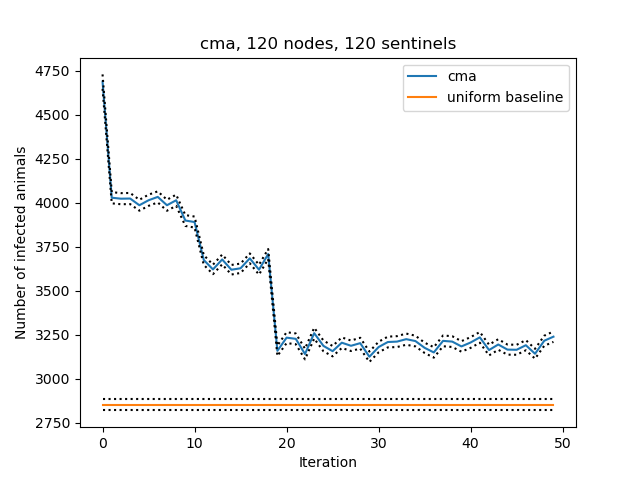 cma, 120 nodes, 120 sentinels
cma
uniform baseline
Number of infected animals
4750
4500
4250
4000
3750
3500
3250
3000
2750
0 10 20 30 40 50
Iteration